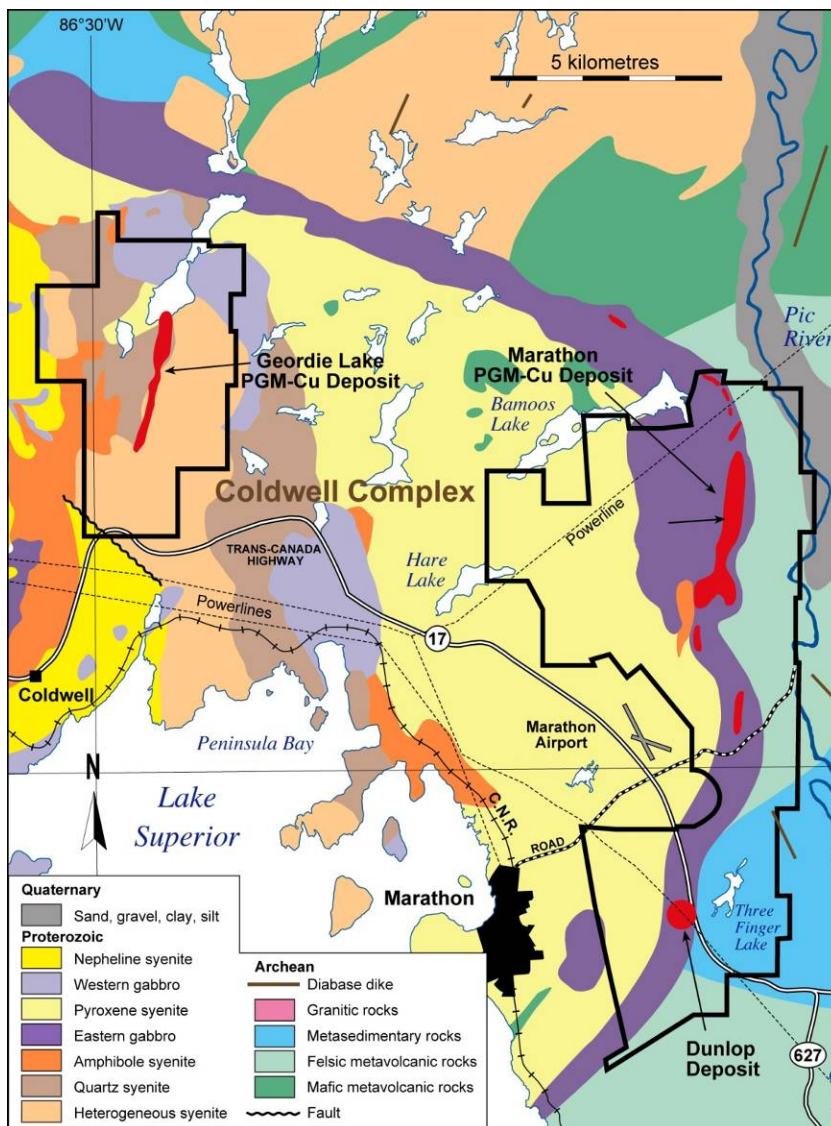 86°30'W
5 kilometres
Pic
River
Geordie Lake
PGM-Cu Deposit
Marathon
PGM-Cu Deposit
Bamoos
Lake
Coldwell Complex
Powerline
TRANS-CANADA
HIGHWAY
Hare
Lake
Powerlines
17
Coldwell
Peninsula Bay
Marathon
Airport
N
Lake
Superior
C.N.R.
ROAD
Marathon
Three
Finger
Lake
Dunlop
Deposit
627
Quaternary
Sand, gravel, clay, silt
Proterozoic
Nepheline syenite
Western gabbro
Pyroxene syenite
Eastern gabbro
Amphibole syenite
Quartz syenite
Heterogeneous syenite
Archean
Diabase dike
Granitic rocks
Metasedimentary rocks
Felsic metavolcanic rocks
Mafic metavolcanic rocks
Fault